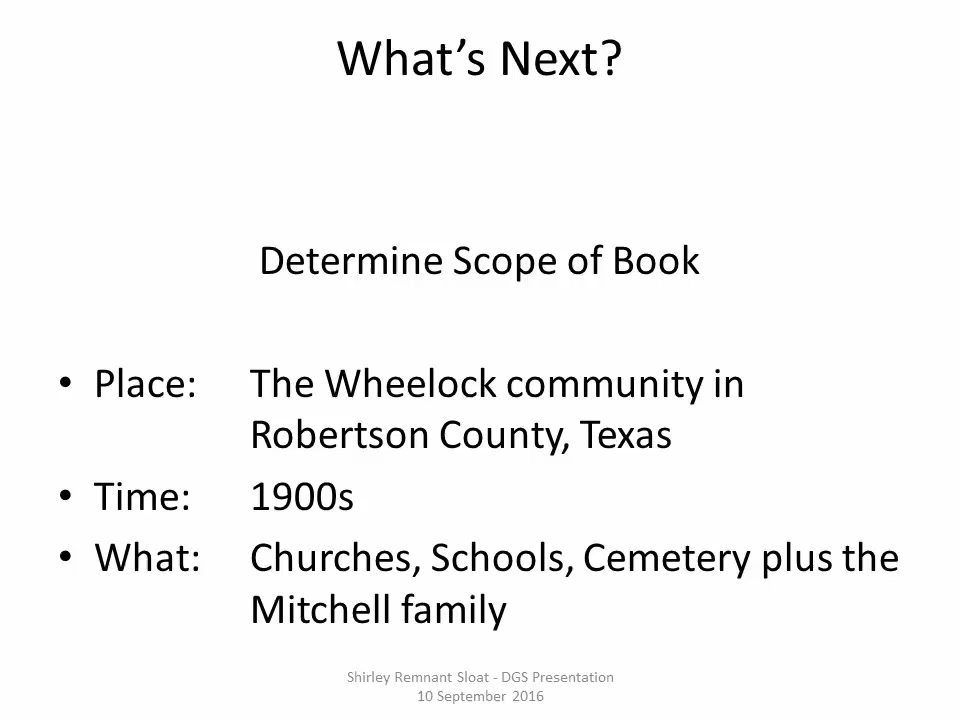 What's Next?
Determine Scope of Book
• Place: The Wheelock community in
Robertson County, Texas
• Time: 1900s
• What: Churches, Schools, Cemetery plus the
Mitchell family
Shirley Remnant Sloat - DGS Presentation
10 September 2016